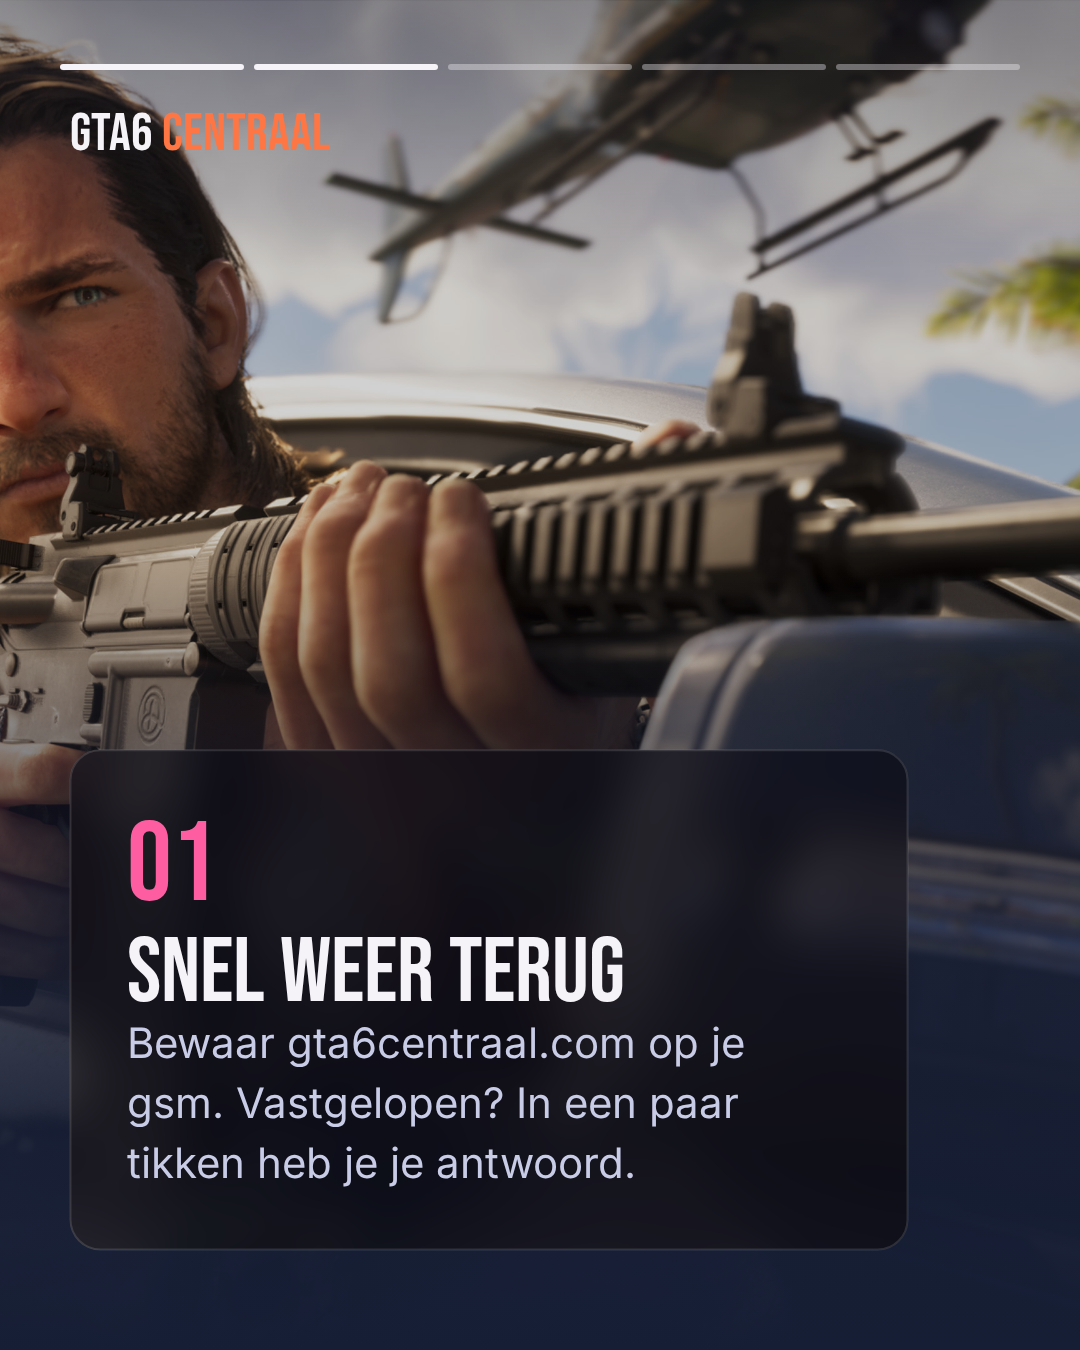 GTA6 CENTRAAL
01
SNEL WEER TERUG
Bewaar gta6centraal.com op je
gsm. Vastgelopen? In een paar
tikken heb je je antwoord.